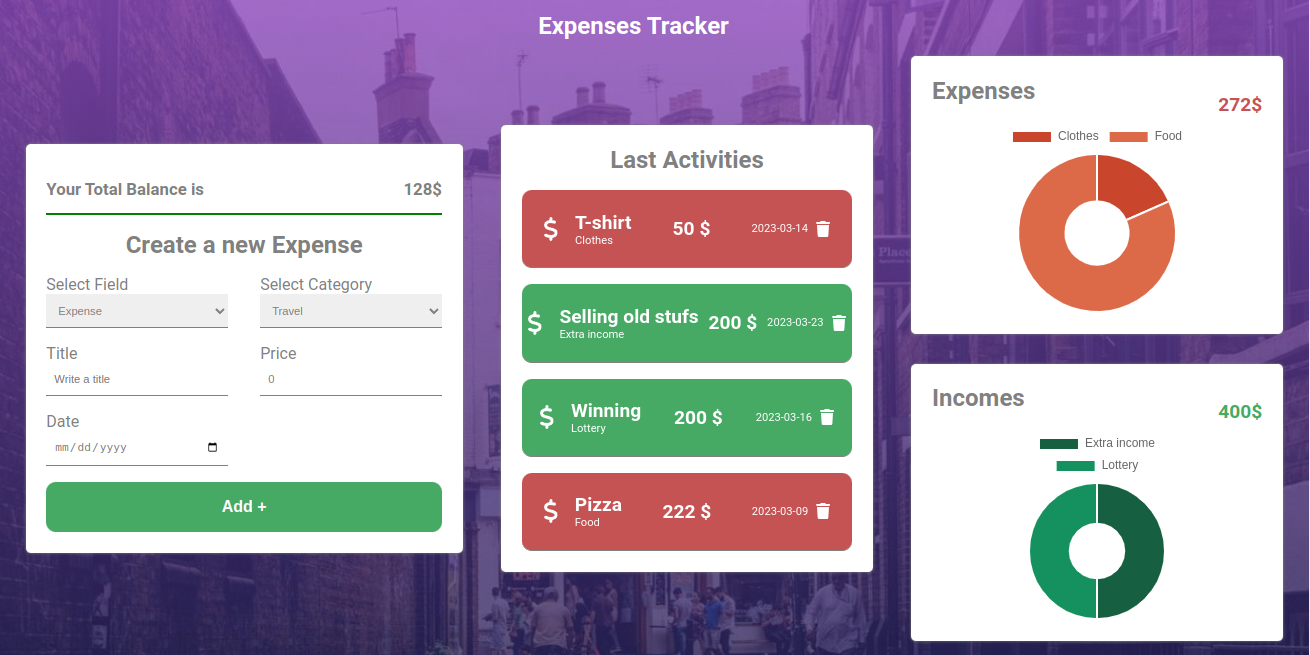 Expenses Tracker
Your Total Balance is 128$
Create a new Expense
Select Field Select Category
Expense Travel
Title Price
Write a title 0
Date
mm/dd/yyyy
Add +
Last Activities
T-shirt
Clothes
50 $
2023-03-14
Selling old stufs
Extra income
200 $
2023-03-23
Winning
Lottery
200 $
2023-03-16
Pizza
Food
222 $
2023-03-09
Expenses
272$
Clothes Food
Incomes
400$
Extra income
Lottery
Place